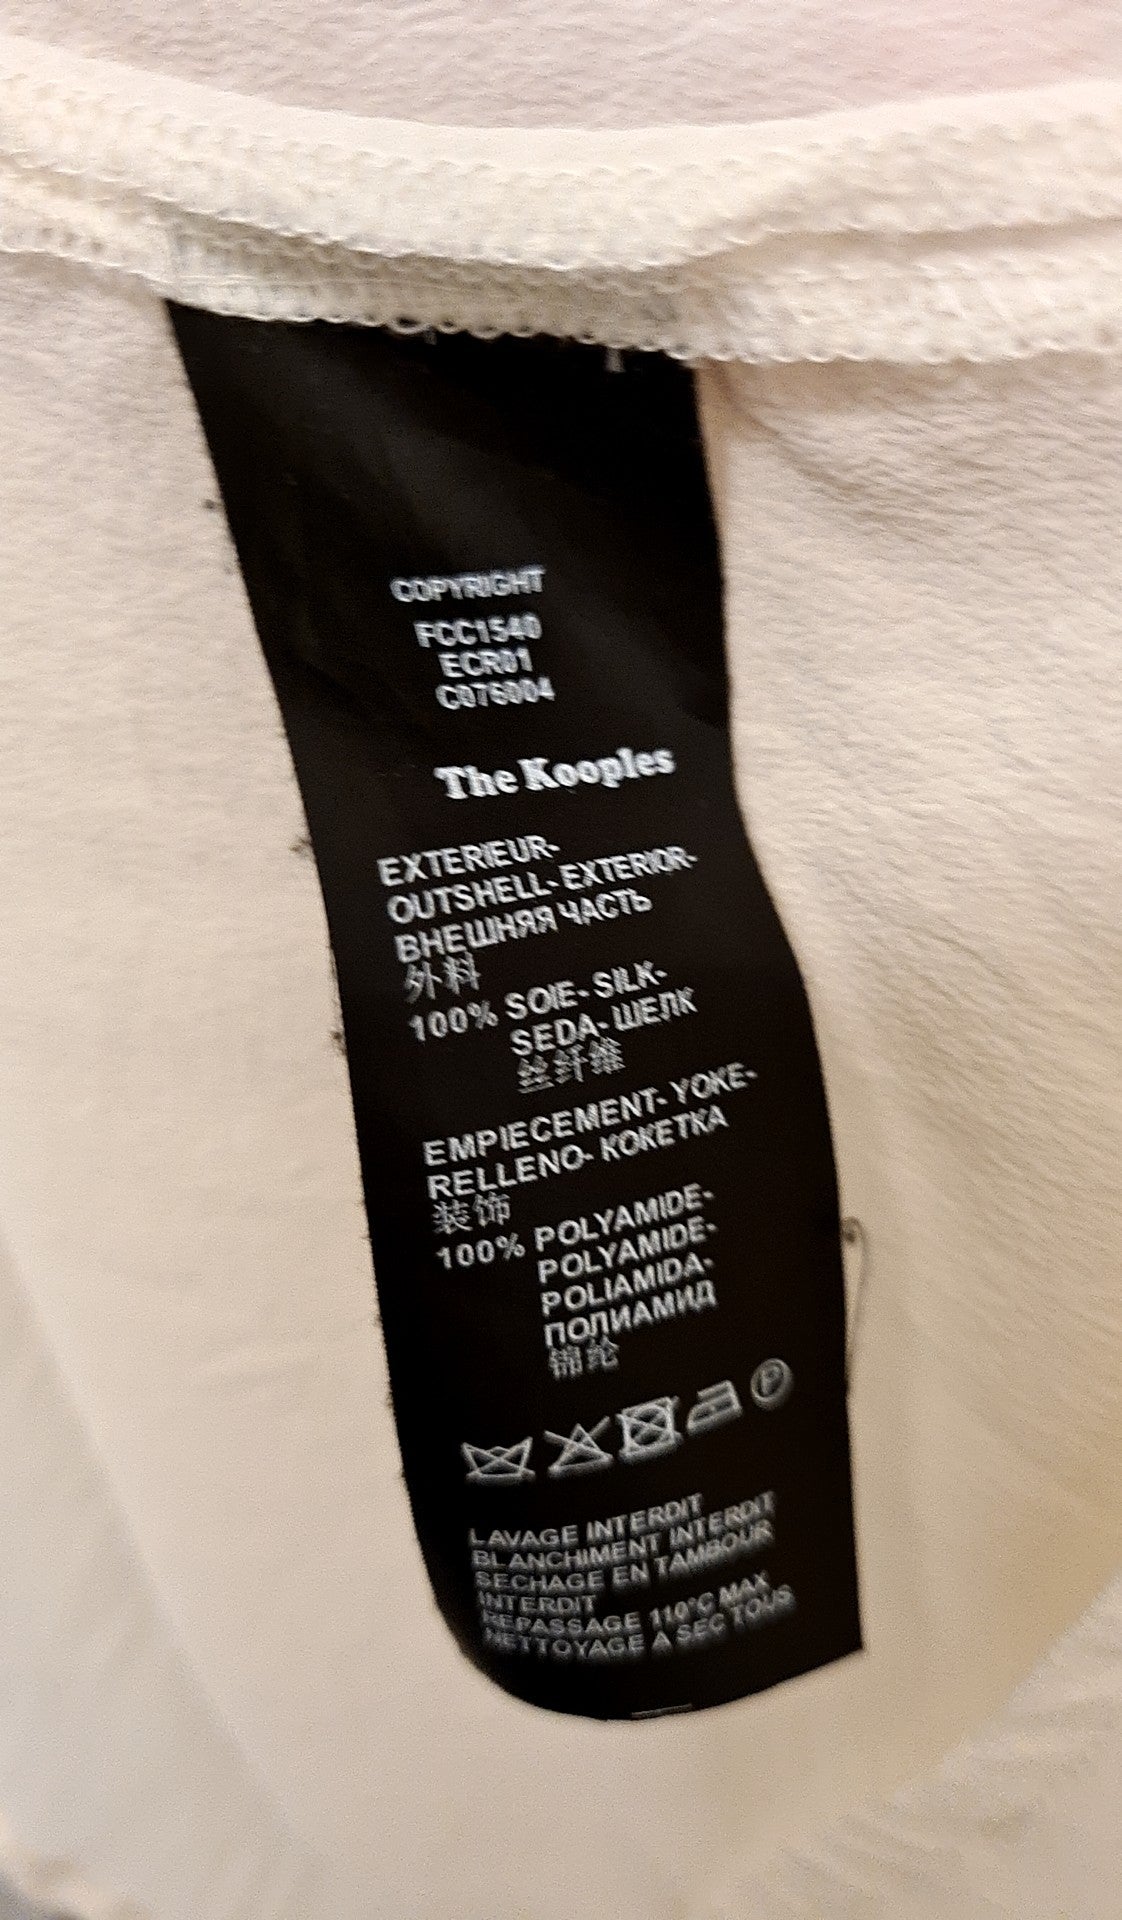 COPYRIGHT
FCC1540
ECR01
C076004
The Kooples
EXTERIEUR-
OUTSHELL- EXTERIOR-
ВНЕШНЯЯ ЧАСТЬ
外料
100% SOIE- SILK-
SEDA- ШЕЛК
丝纤维
EMPIECEMENT- YOKE-
RELLENO- КОКЕТКА
装饰
100% POLYAMIDE-
POLYAMIDE-
POLIAMIDA-
ПОЛИАМИД
锦纶
P
LAVAGE INTERDIT
BLANCHIMENT INTERDIT
SECHAGE EN TAMBOUR
INTERDIT
REPASSAGE 110°C MAX
NETTOYAGE A SEC TOUS